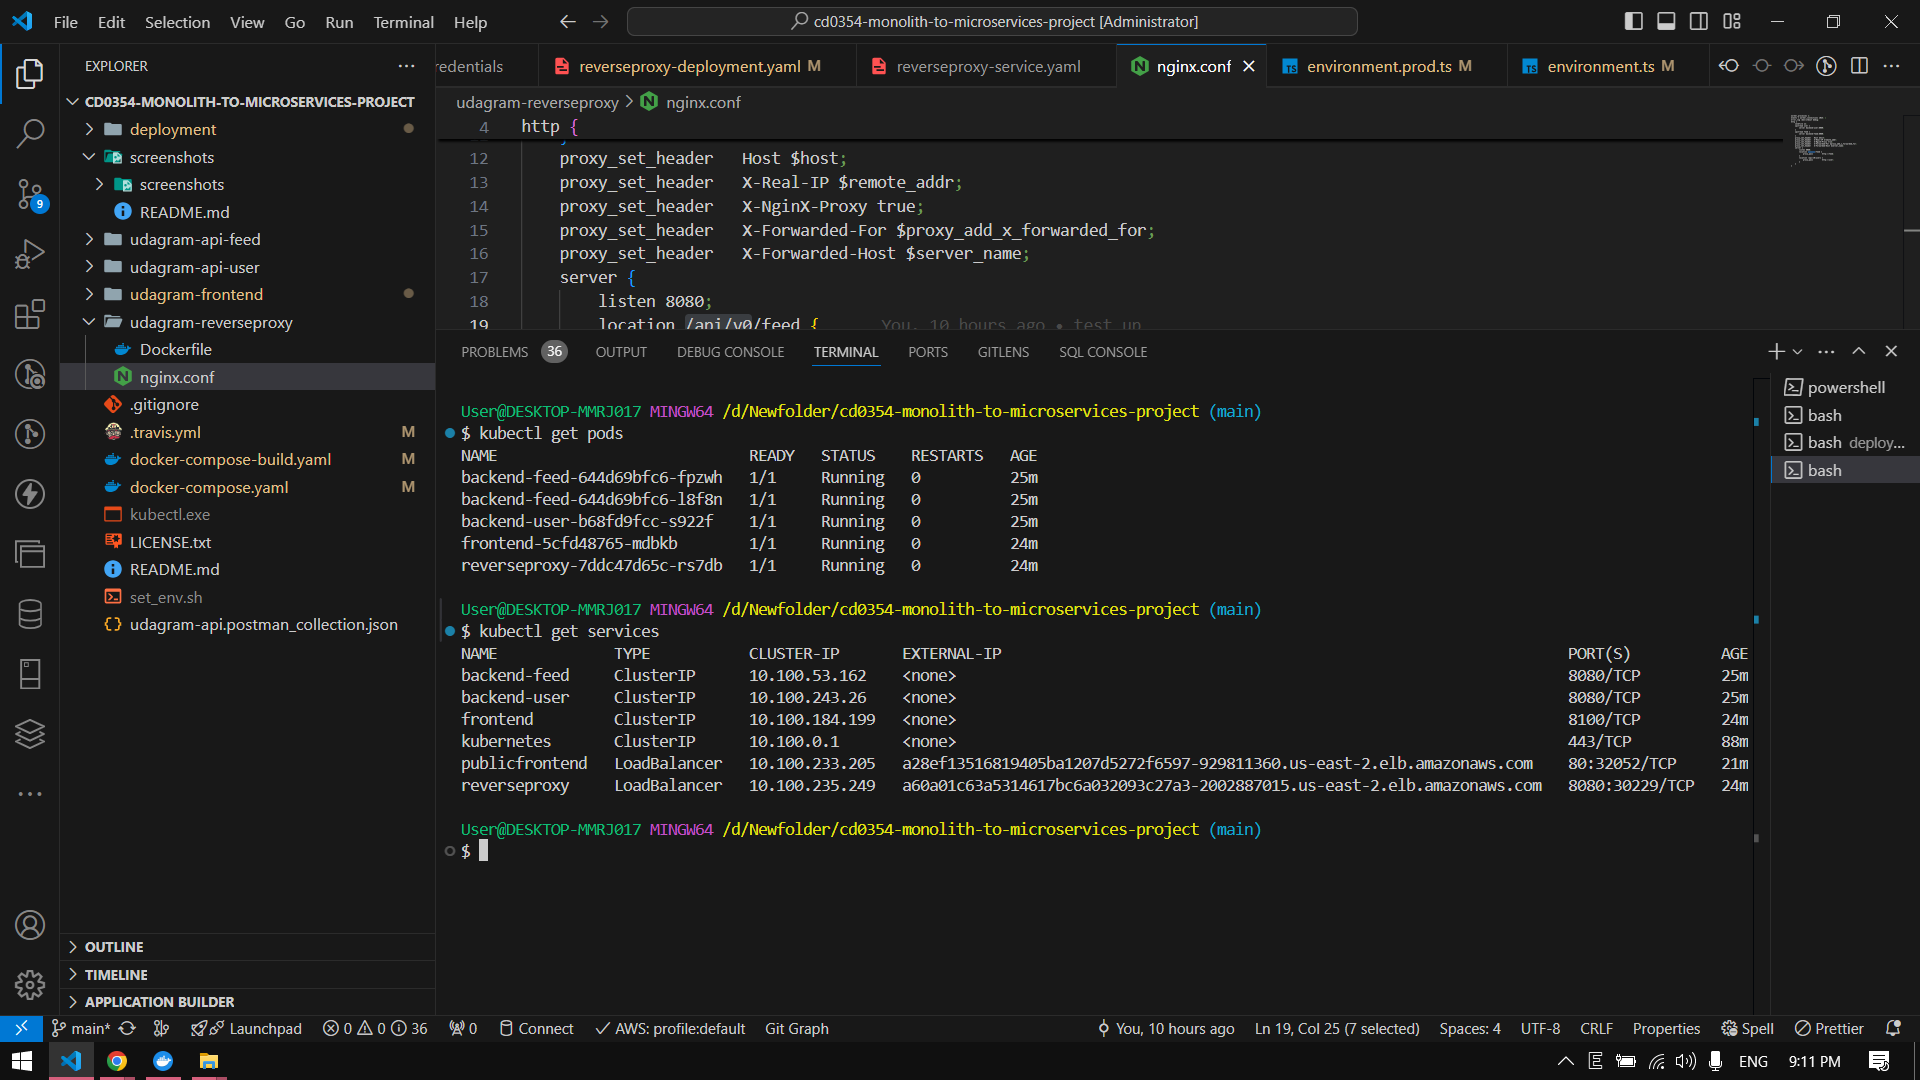 File Edit Selection View Go Run Terminal Help
cd0354-monolith-to-microservices-project [Administrator]
EXPLORER
CD0354-MONOLITH-TO-MICROSERVICES-PROJECT
deployment
screenshots
screenshots
README.md
udagram-api-feed
udagram-api-user
udagram-frontend
udagram-reverseproxy
Dockerfile
nginx.conf
.gitignore
.travis.yml M
docker-compose-build.yaml M
docker-compose.yaml M
kubectl.exe
LICENSE.txt
README.md
set_env.sh
udagram-api.postman_collection.json
OUTLINE
TIMELINE
APPLICATION BUILDER
9
redentials reverseproxy-deployment.yaml M reverseproxy-service.yaml nginx.conf environment.prod.ts M environment.ts M
udagram-reverseproxy > nginx.conf
4 http {
12 proxy_set_header Host $host;
13 proxy_set_header X-Real-IP $remote_addr;
14 proxy_set_header X-NginX-Proxy true;
15 proxy_set_header X-Forwarded-For $proxy_add_x_forwarded_for;
16 proxy_set_header X-Forwarded-Host $server_name;
17 server {
18 listen 8080;
19 location /api/v0/feed { You, 10 hours ago • test up
PROBLEMS 36 OUTPUT DEBUG CONSOLE TERMINAL PORTS GITLENS SQL CONSOLE
powershell
bash
bash deploy...
bash
User@DESKTOP-MMRJ017 MINGW64 /d/Newfolder/cd0354-monolith-to-microservices-project (main)
$ kubectl get pods
NAME READY STATUS RESTARTS AGE
backend-feed-644d69bfc6-fpzwh 1/1 Running 0 25m
backend-feed-644d69bfc6-l8f8n 1/1 Running 0 25m
backend-user-b68fd9fcc-s922f 1/1 Running 0 25m
frontend-5cfd48765-mdbkb 1/1 Running 0 24m
reverseproxy-7ddc47d65c-rs7db 1/1 Running 0 24m
User@DESKTOP-MMRJ017 MINGW64 /d/Newfolder/cd0354-monolith-to-microservices-project (main)
$ kubectl get services
NAME TYPE CLUSTER-IP EXTERNAL-IP PORT(S) AGE
backend-feed ClusterIP 10.100.53.162 <none> 8080/TCP 25m
backend-user ClusterIP 10.100.243.26 <none> 8080/TCP 25m
frontend ClusterIP 10.100.184.199 <none> 8100/TCP 24m
kubernetes ClusterIP 10.100.0.1 <none> 443/TCP 88m
publicfrontend LoadBalancer 10.100.233.205 a28ef13516819405ba1207d5272f6597-929811360.us-east-2.elb.amazonaws.com 80:32052/TCP 21m
reverseproxy LoadBalancer 10.100.235.249 a60a01c63a5314617bc6a032093c27a3-2002887015.us-east-2.elb.amazonaws.com 8080:30229/TCP 24m
User@DESKTOP-MMRJ017 MINGW64 /d/Newfolder/cd0354-monolith-to-microservices-project (main)
$
main* Launchpad 0 0 36 0 Connect AWS: profile:default Git Graph You, 10 hours ago Ln 19, Col 25 (7 selected) Spaces: 4 UTF-8 CRLF Properties Spell Prettier
ENG 9:11 PM